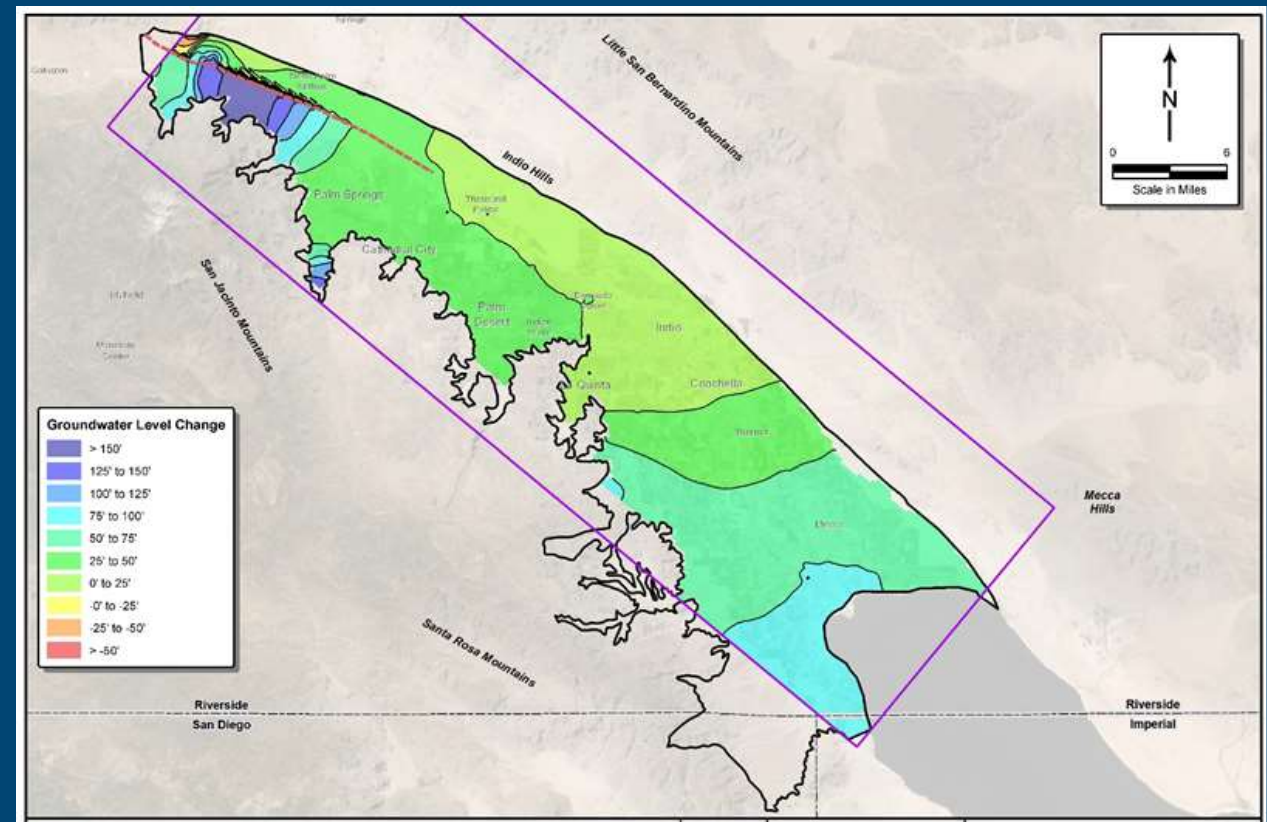 Little San Bernardino Mountains
N
0 6
Scale in Miles
Indio Hills
Palm Springs
Cathedral City
San Jacinto Mountains
Palm
Desert
Indio
Quinta
Coachella
Groundwater Level Change
> 150'
125' to 150'
100' to 125'
75' to 100'
50' to 75'
25' to 50'
0' to 25'
-0' to -25'
-25' to -50'
> -50'
Mecca
Hills
Santa Rosa Mountains
Riverside
San Diego
Riverside
Imperial